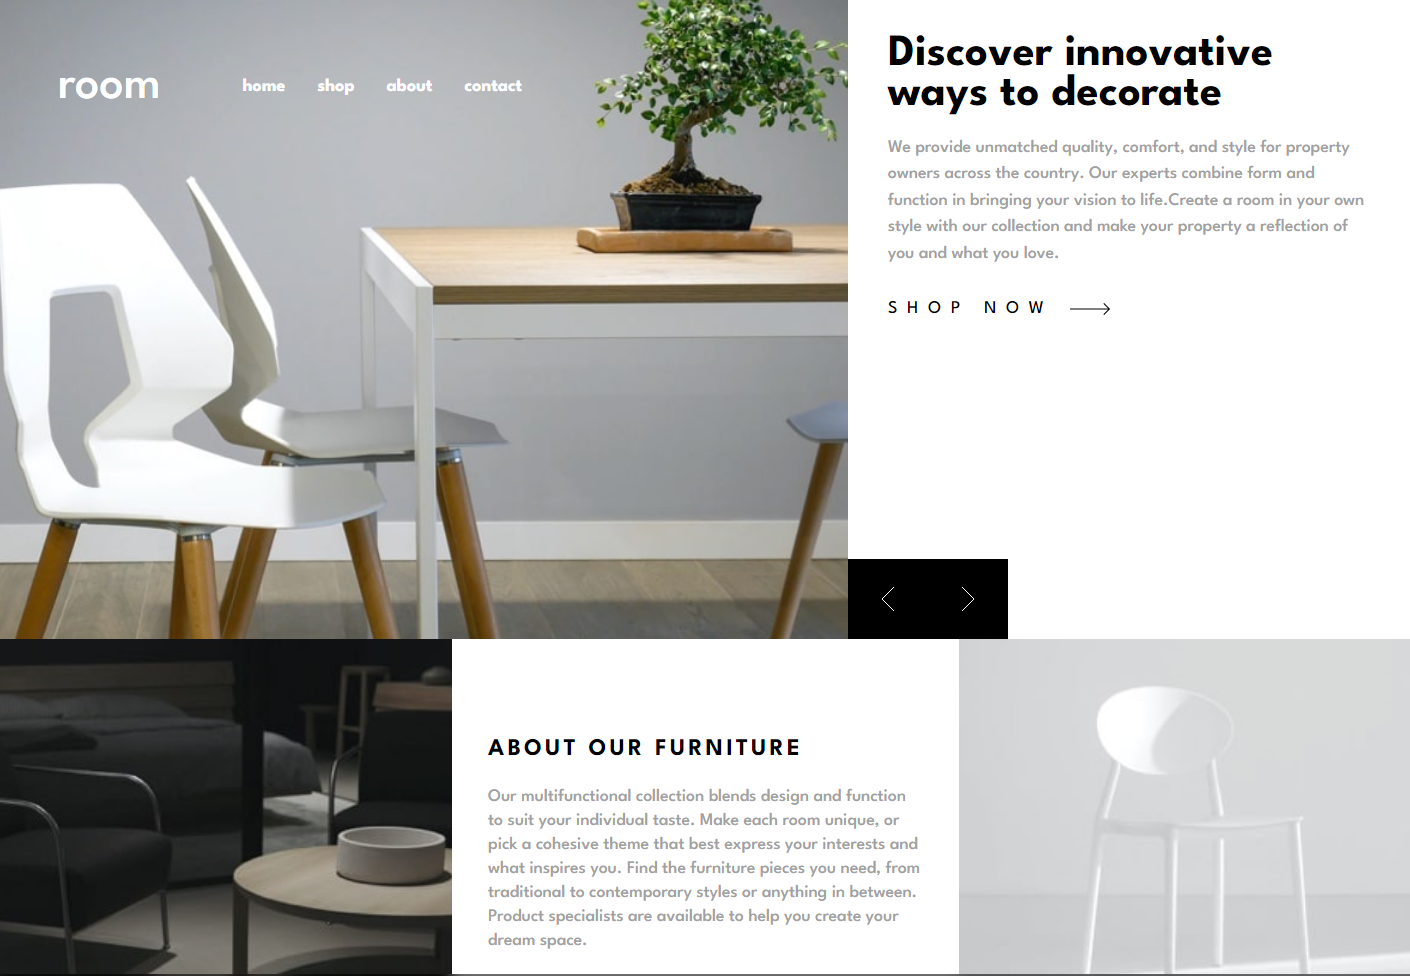 room
home shop about contact
Discover innovative
ways to decorate
We provide unmatched quality, comfort, and style for property
owners across the country. Our experts combine form and
function in bringing your vision to life.Create a room in your own
style with our collection and make your property a reflection of
you and what you love.
SHOP NOW
ABOUT OUR FURNITURE
Our multifunctional collection blends design and function
to suit your individual taste. Make each room unique, or
pick a cohesive theme that best express your interests and
what inspires you. Find the furniture pieces you need, from
traditional to contemporary styles or anything in between.
Product specialists are available to help you create your
dream space.